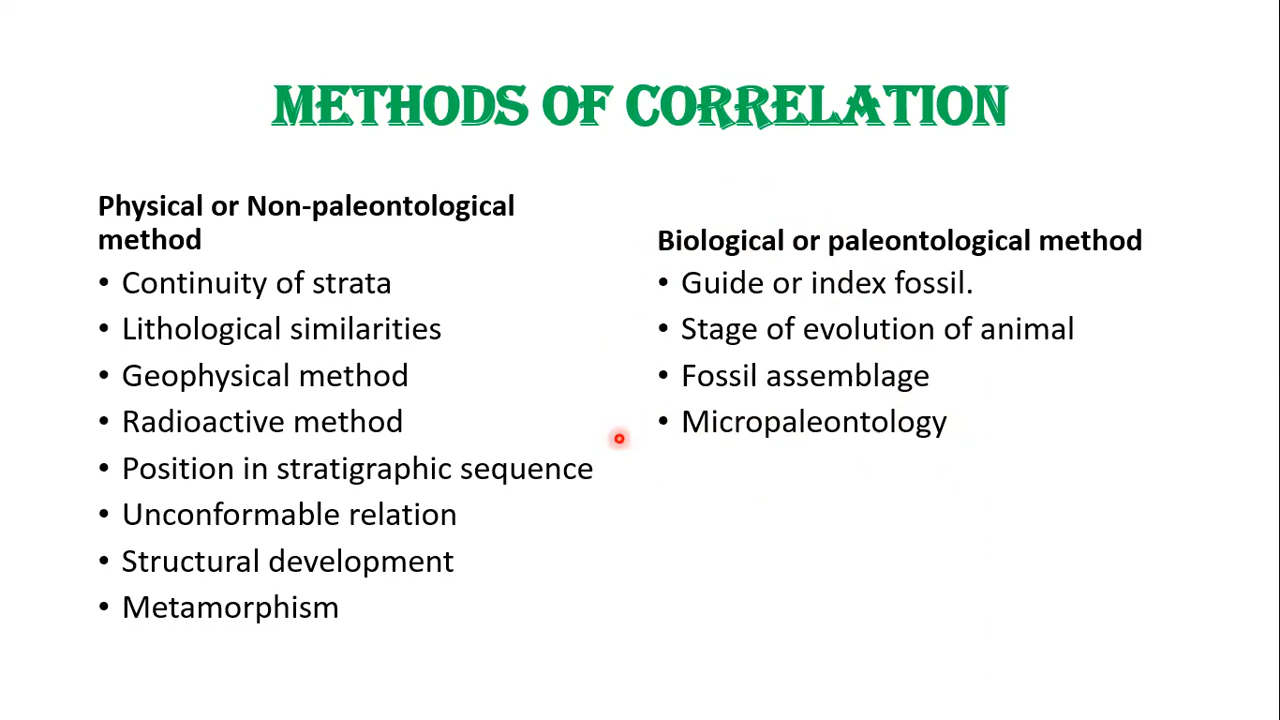 METHODS OF CORRELATION
Physical or Non-paleontological
method
• Continuity of strata
• Lithological similarities
• Geophysical method
• Radioactive method
• Position in stratigraphic sequence
• Unconformable relation
• Structural development
• Metamorphism
Biological or paleontological method
• Guide or index fossil.
• Stage of evolution of animal
• Fossil assemblage
• Micropaleontology